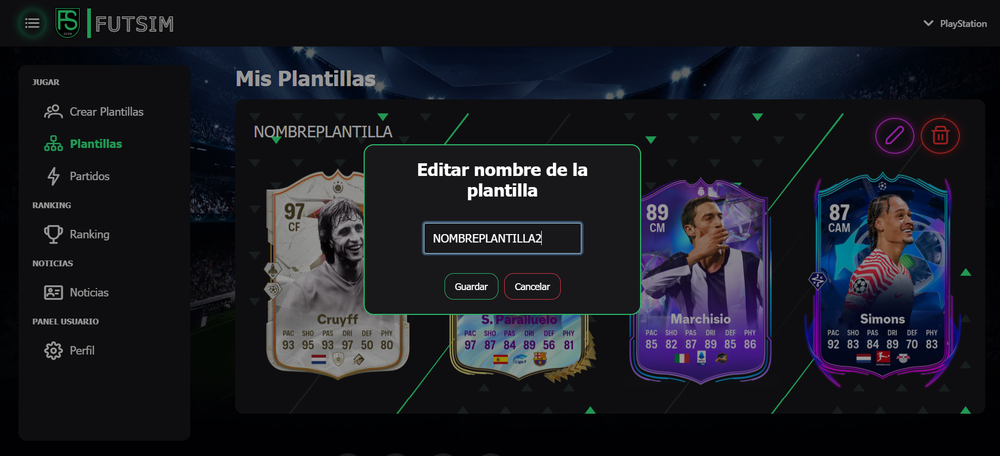 FS
2024
FUTSIM
PlayStation
JUGAR
Crear Plantillas
Plantillas
Partidos
RANKING
Ranking
NOTICIAS
Noticias
PANEL USUARIO
Perfil
Mis Plantillas
NOMBREPLANTILLA
Editar nombre de la
plantilla
NOMBREPLANTILLA2
Guardar
Cancelar
97
CF
Cruyff
PAC SHO PAS DRI DEF PHY
93 95 93 97 50 80
S. Paralluelo
PAC SHO PAS DRI DEF PHY
97 87 84 89 56 81
Liga F
89
CM
Marchisio
PAC SHO PAS DRI DEF PHY
85 82 87 89 85 86
87
CAM
Simons
PAC SHO PAS DRI DEF PHY
92 83 84 89 70 83